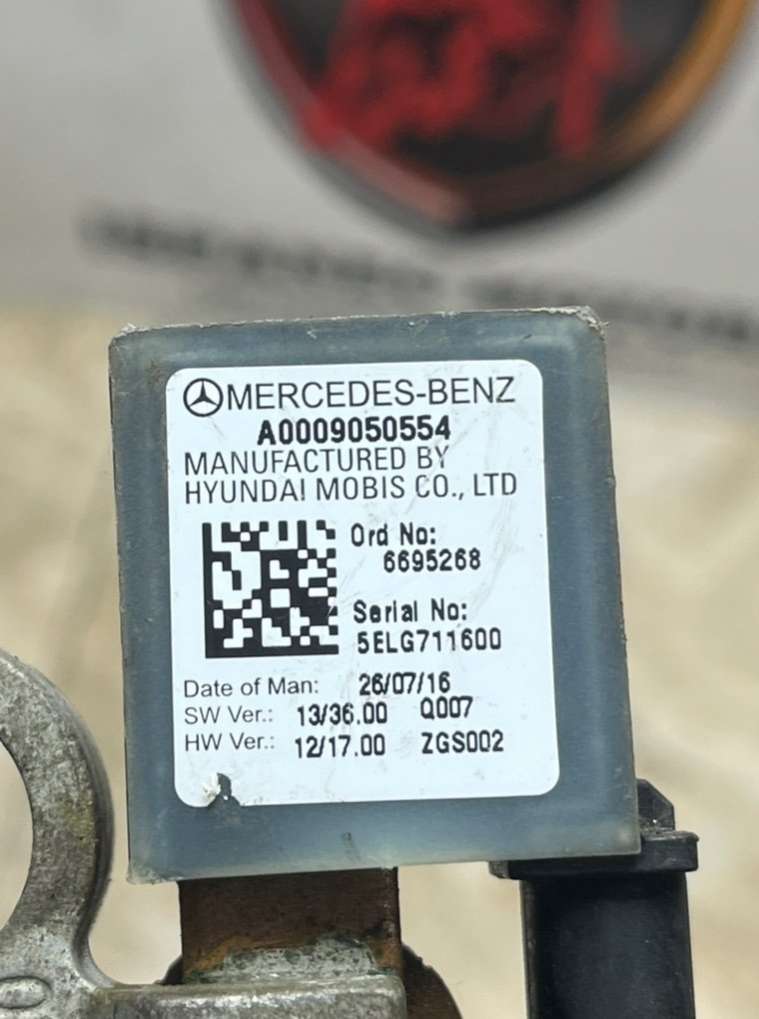 MERCEDES-BENZ
A0009050554
MANUFACTURED BY
HYUNDAI MOBIS CO., LTD
Ord No:
6695268
Serial No:
5ELG711600
Date of Man: 26/07/16
SW Ver.: 13/36.00 Q007
HW Ver.: 12/17.00 ZGS002